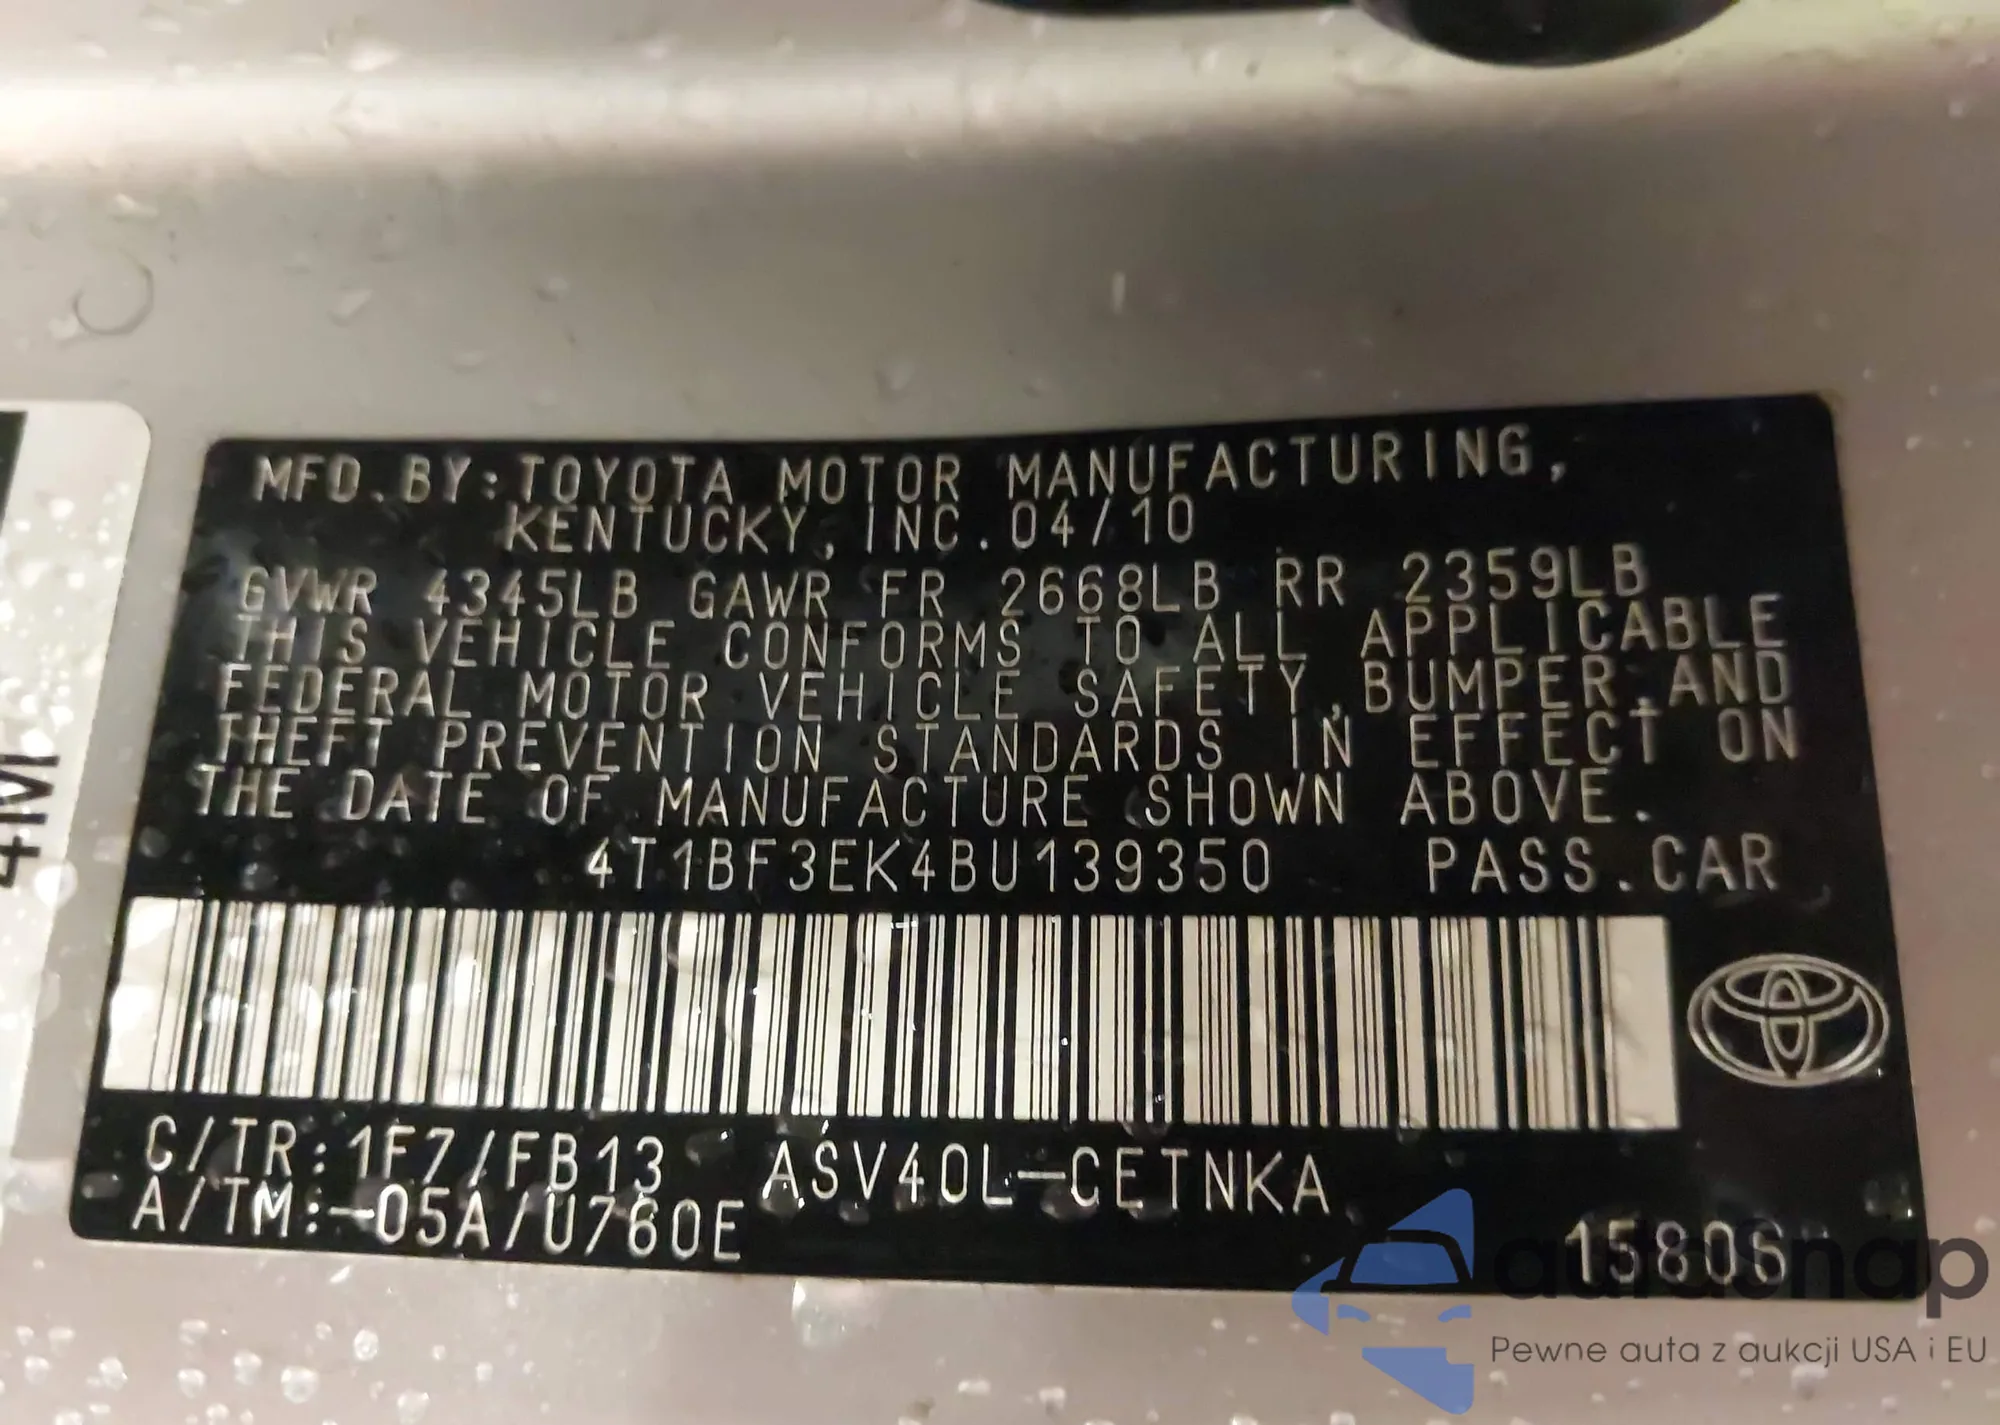 MFD. BY: TOYOTA MOTOR MANUFACTURING,
KENTUCKY, INC. 04/10
GVWR 4345LB GAWR FR 2668LB RR 2359LB
THIS VEHICLE CONFORMS TO ALL APPLICABLE
FEDERAL MOTOR VEHICLE SAFETY, BUMPER, AND
THEFT PREVENTION STANDARDS IN EFFECT ON
THE DATE OF MANUFACTURE SHOWN ABOVE.
4T1BF3EK4BU139350 PASS. CAR
C/TR: 1F7/FB13 ASV40L-CETNKA
A/TM:-05A/U760E
15806
autoSnap
Pewne auta z aukcji USA i EU